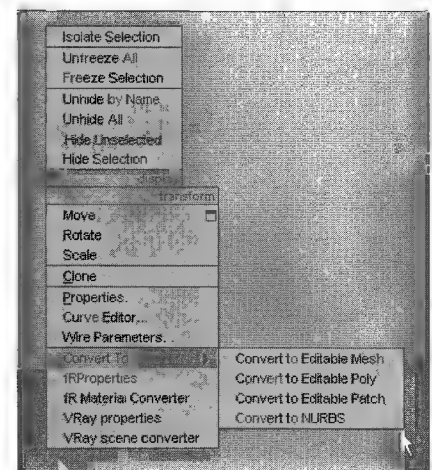 Isolate Selection
Unfreeze All
Freeze Selection
Unhide by Name
Unhide All
Hide Unselected
Hide Selection
display
transform
Move
Rotate
Scale
Clone
Properties.
Curve Editor...
Wire Parameters.
Convert To
Convert to Editable Mesh
Convert to Editable Poly
Convert to Editable Patch
Convert to NURBS
fRProperties
fR Material Converter
VRay properties
VRay scene converter